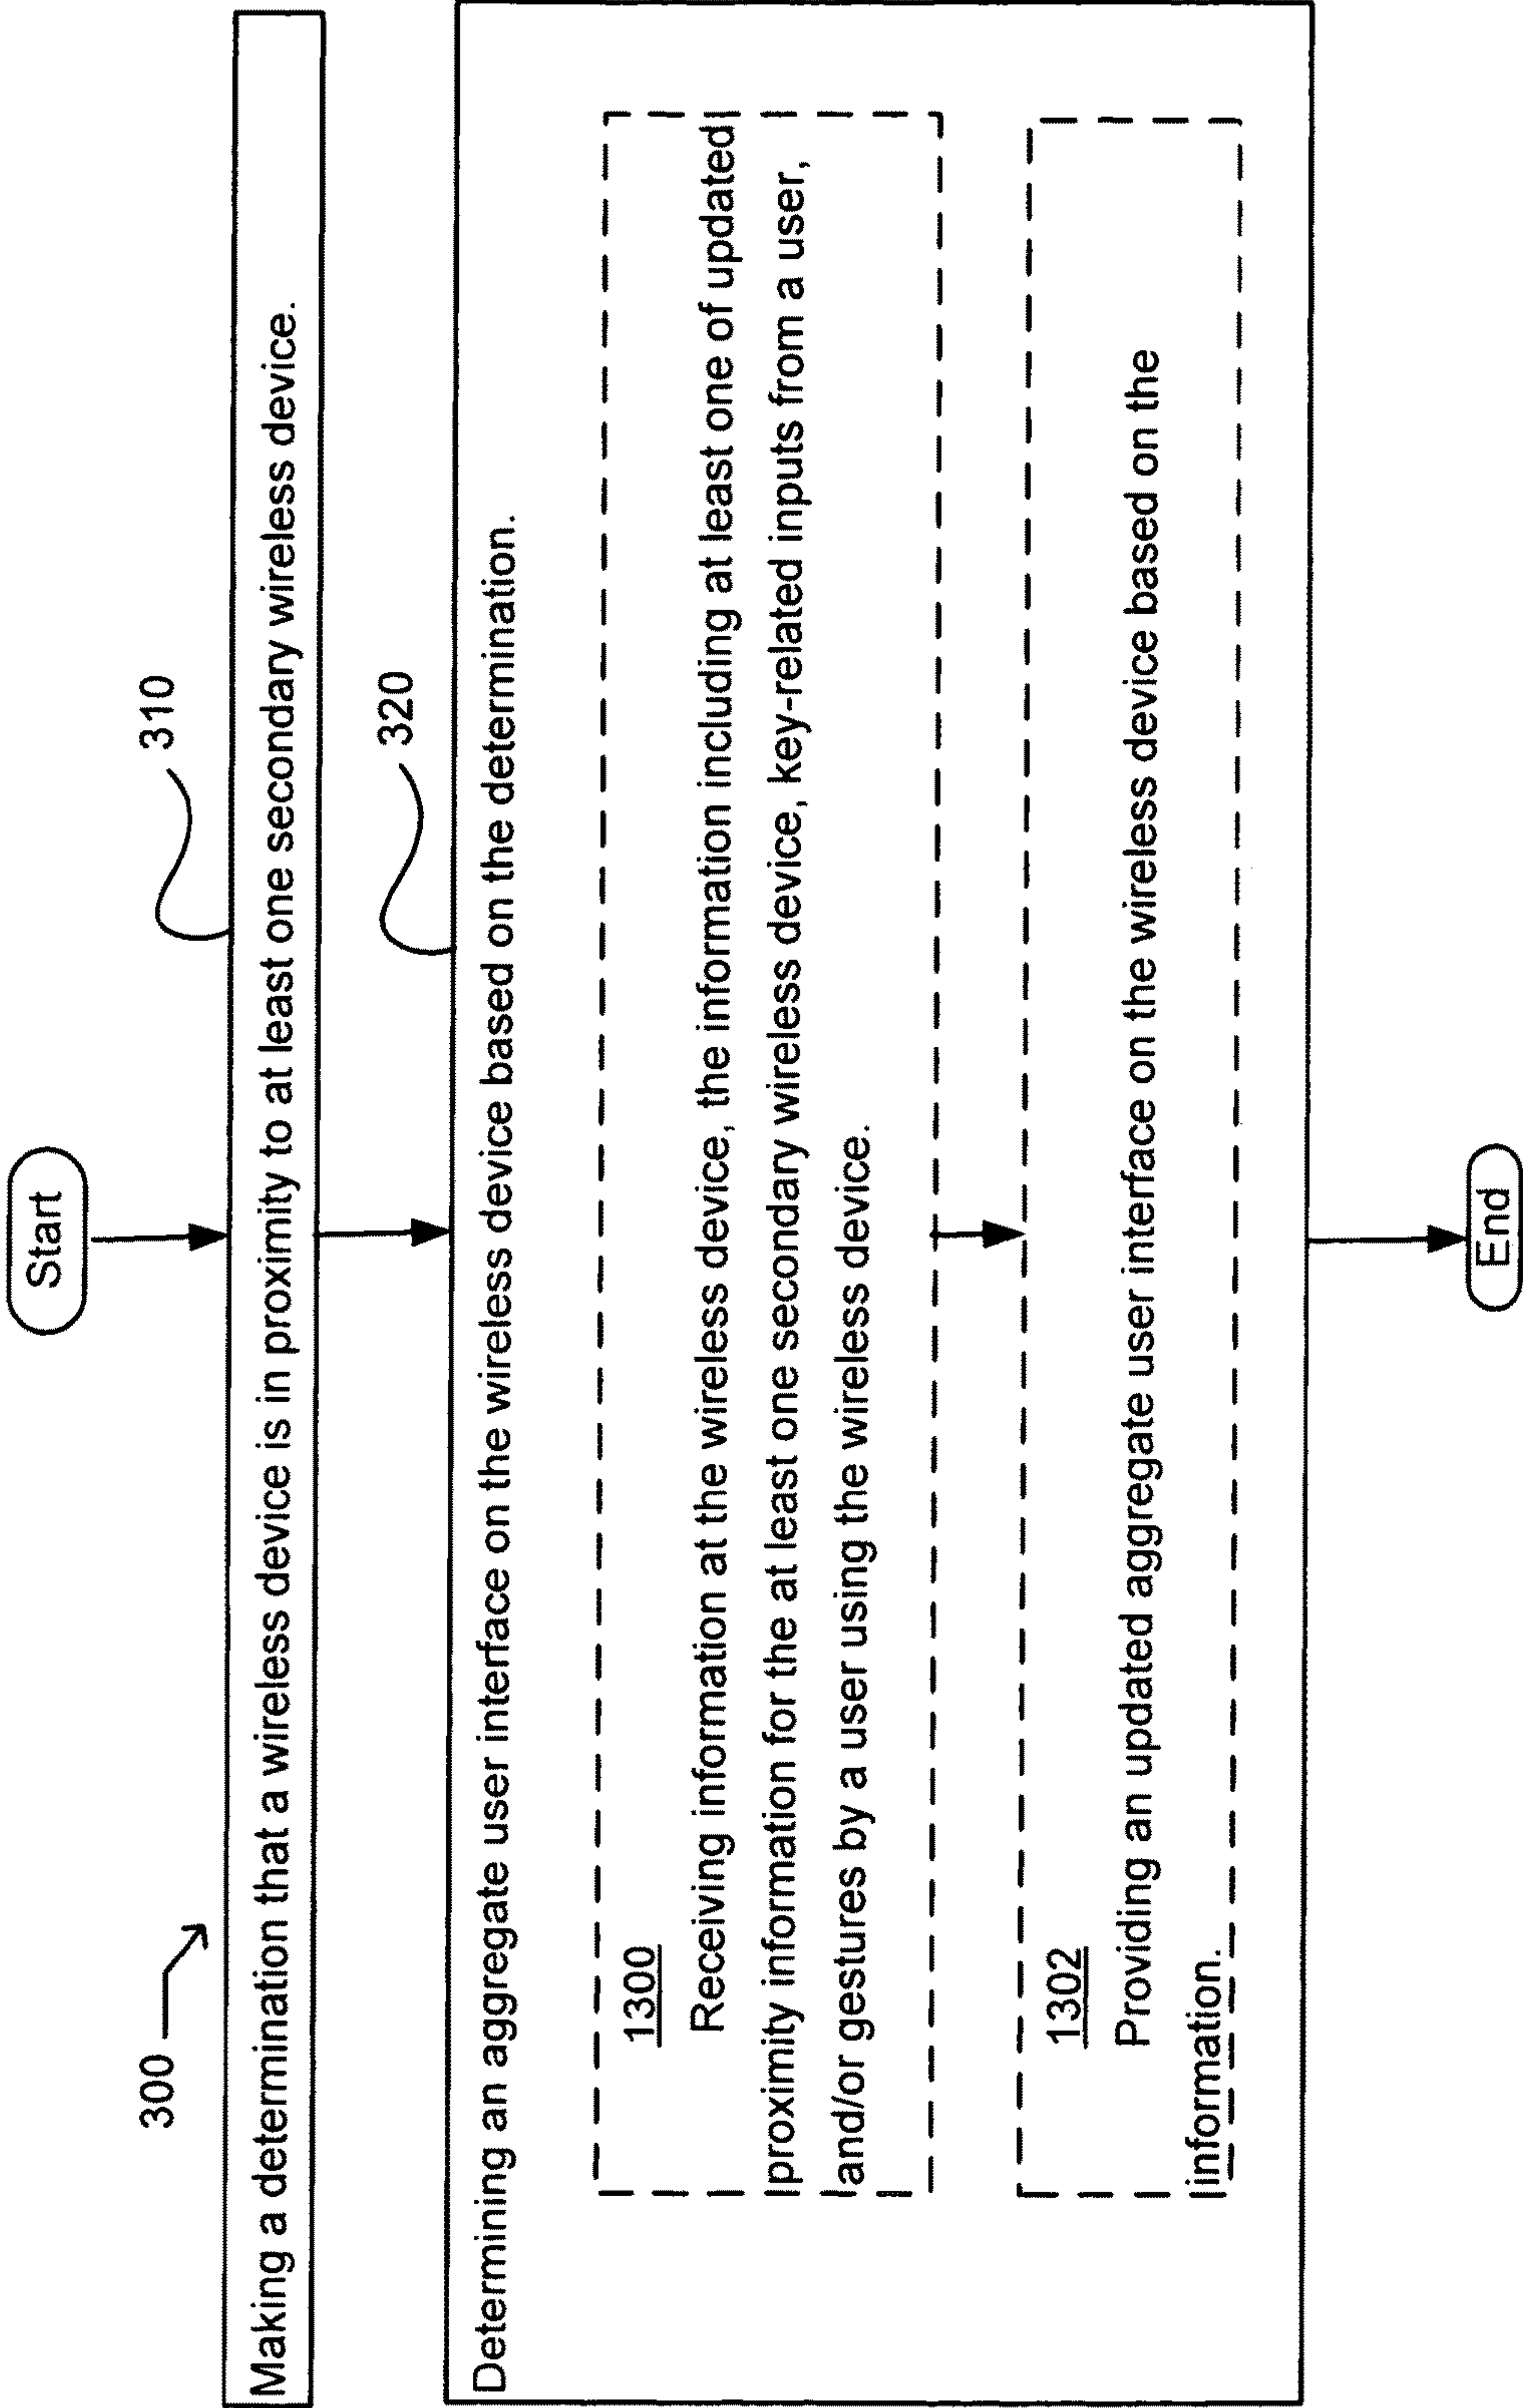 Start
300
310
Making a determination that a wireless device is in proximity to at least one secondary wireless device.
320
Determining an aggregate user interface on the wireless device based on the determination.
1300
Receiving information at the wireless device, the information including at least one of updated
proximity information for the at least one secondary wireless device, key-related inputs from a user,
and/or gestures by a user using the wireless device.
1302
Providing an updated aggregate user interface on the wireless device based on the
information.
End